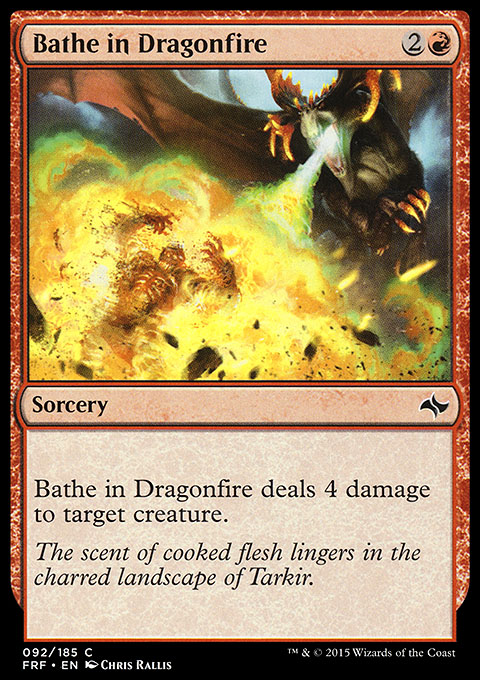 Bathe in Dragonfire 2
Sorcery
Bathe in Dragonfire deals 4 damage
to target creature.
The scent of cooked flesh lingers in the
charred landscape of Tarkir.
092/185 C
FRF • EN Chris Rallis
™ & © 2015 Wizards of the Coast